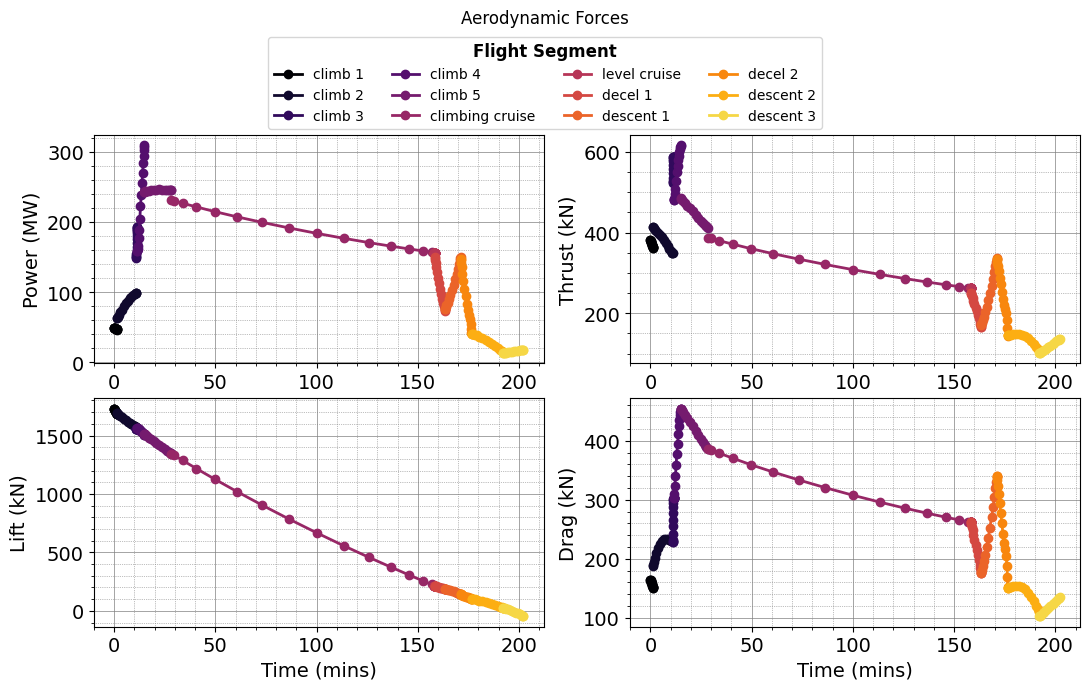 Aerodynamic Forces
Flight Segment
climb 1 climb 4 level cruise decel 2
climb 2 climb 5 decel 1 descent 2
climb 3 climbing cruise descent 1 descent 3
Power (MW)
300
200
100
0
0 50 100 150 200
Thrust (kN)
600
400
200
0 50 100 150 200
Lift (kN)
1500
1000
500
0
0 50 100 150 200
Time (mins)
Drag (kN)
400
300
200
100
0 50 100 150 200
Time (mins)